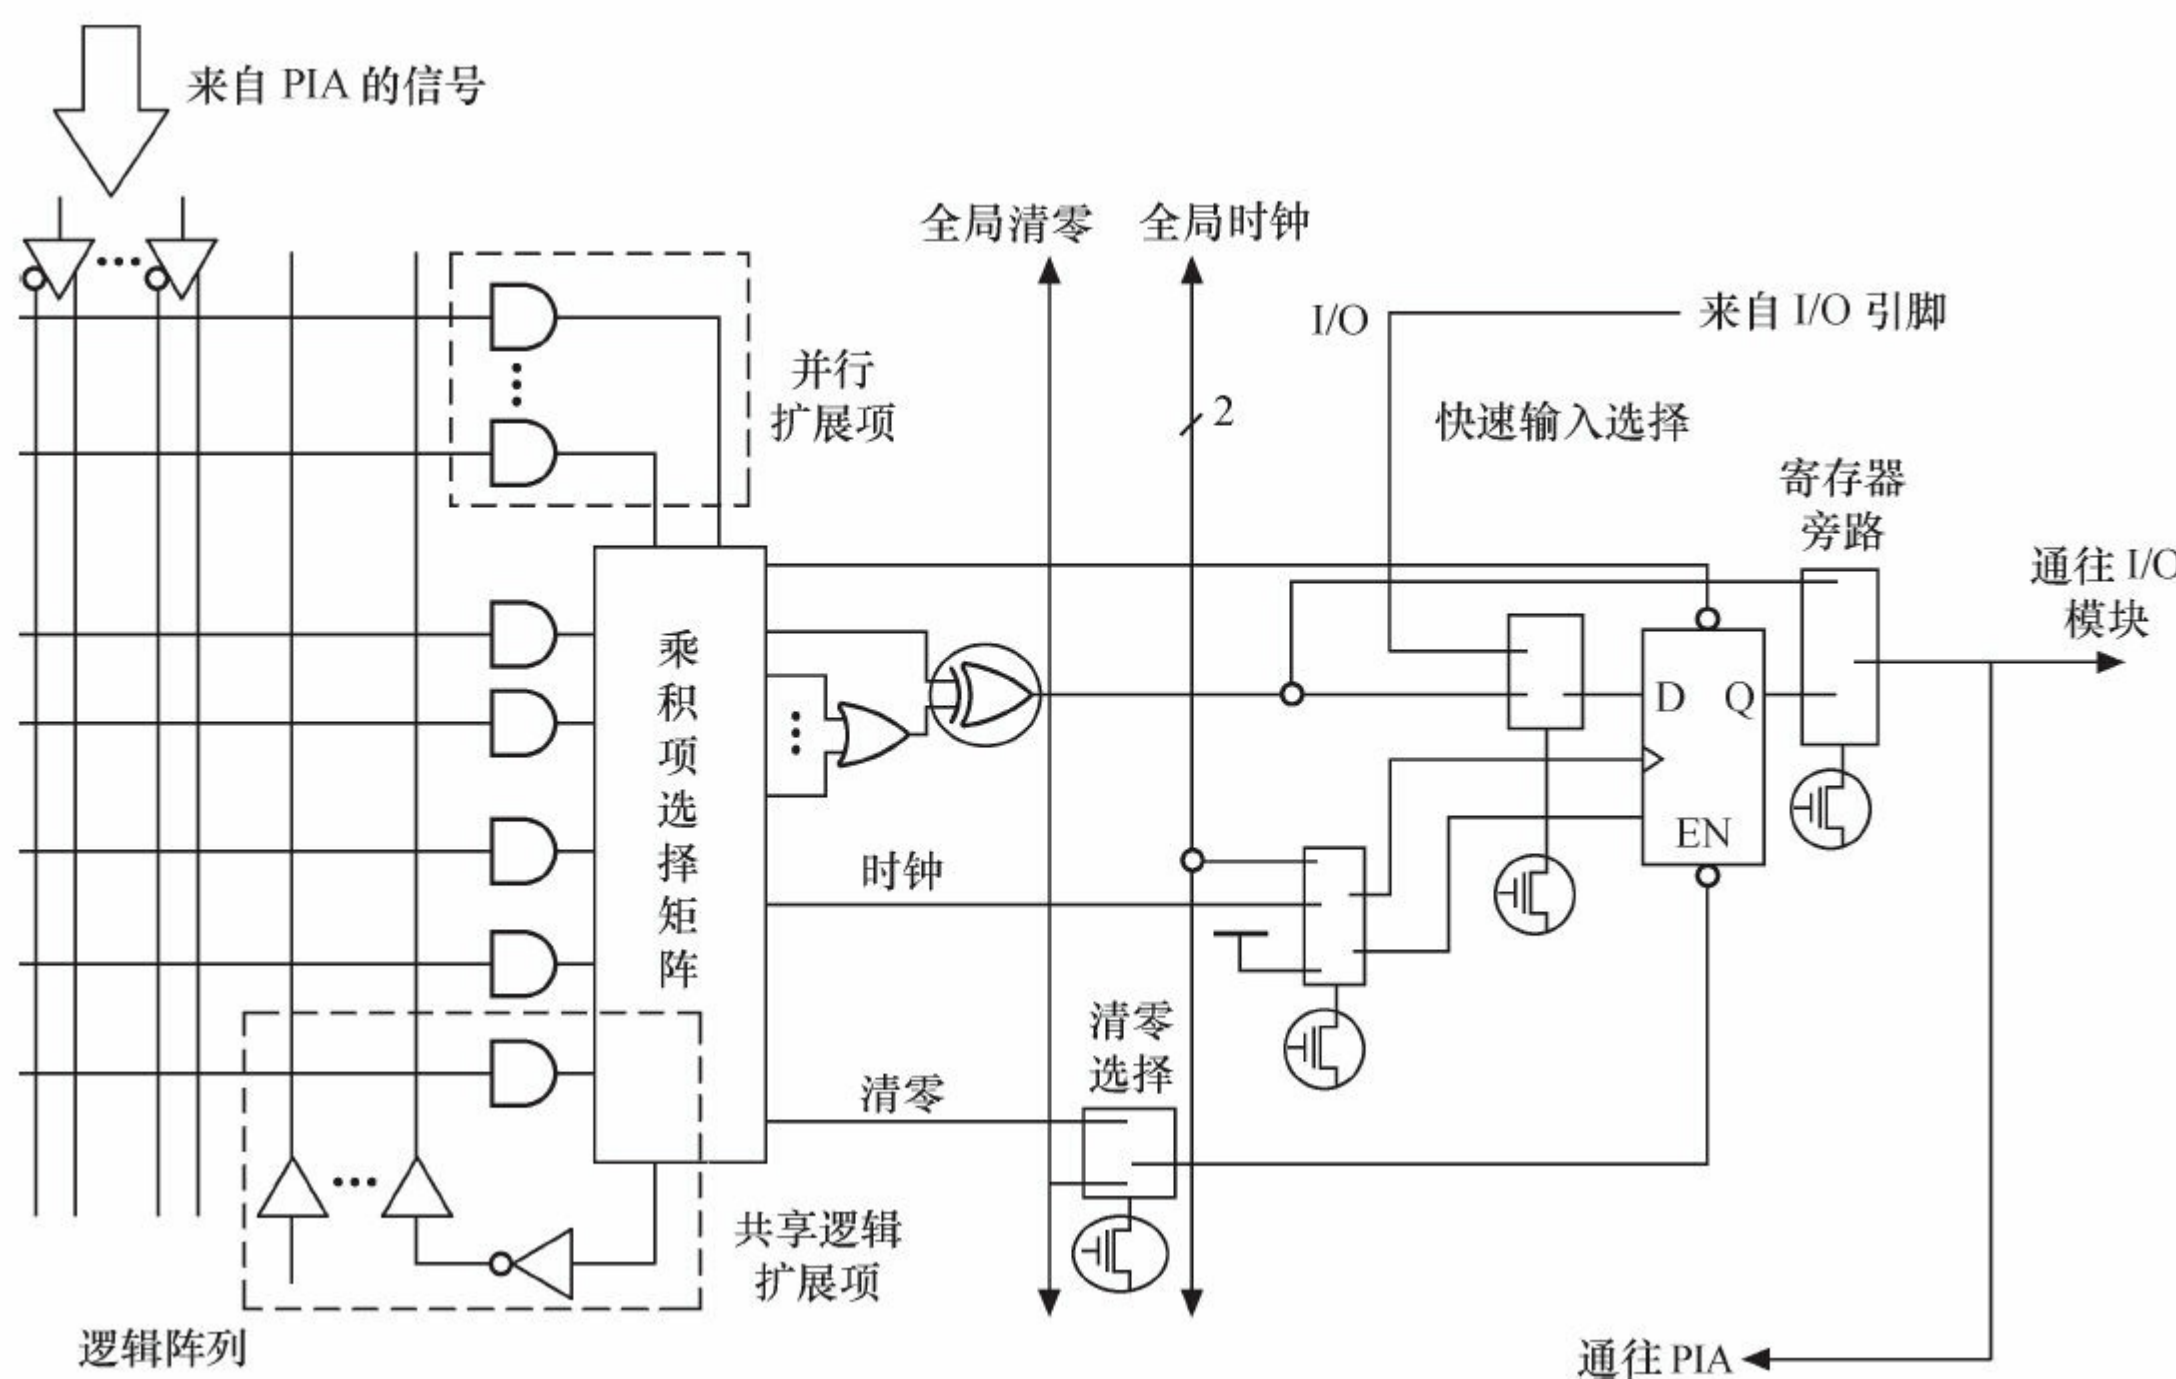 来自 PIA 的信号
全局清零
全局时钟
I/O
来自 I/O 引脚
并行
扩展项
2
快速输入选择
寄存器
旁路
通往 I/O
模块
乘
积
项
选
择
矩
阵
D
Q
EN
时钟
清零
选择
清零
共享逻辑
扩展项
逻辑阵列
通往 PIA